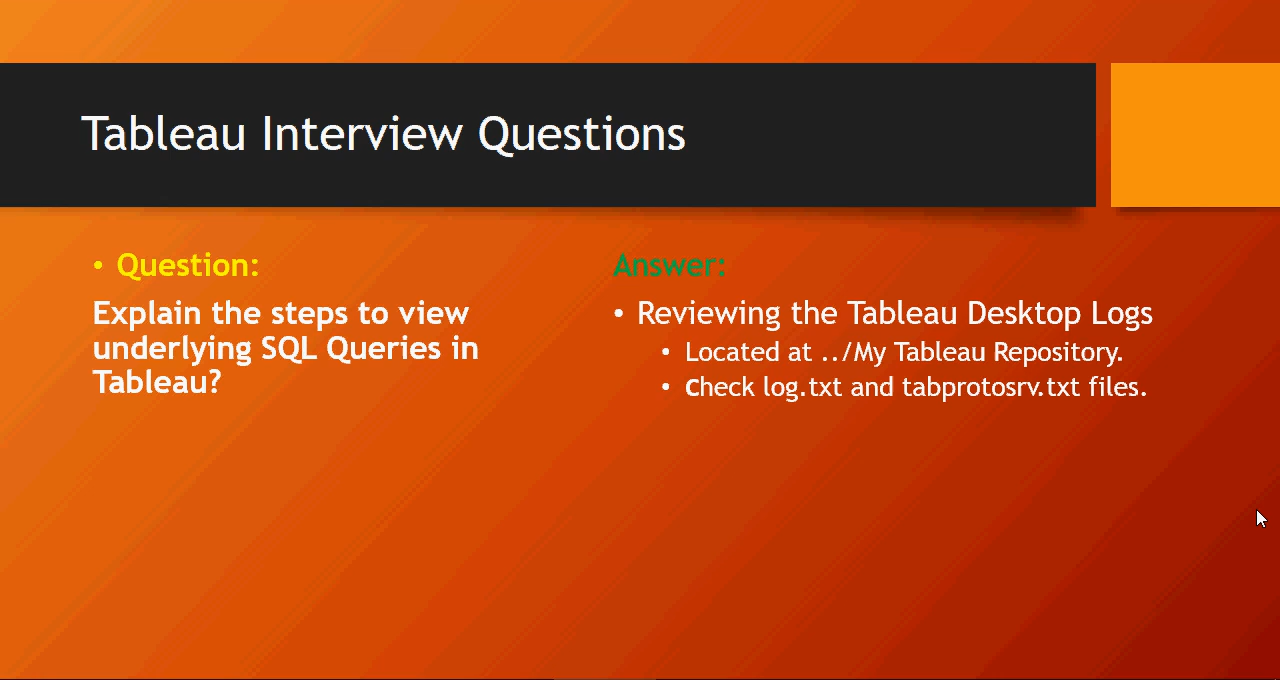 Tableau Interview Questions
• Question:
Explain the steps to view
underlying SQL Queries in
Tableau?
Answer:
• Reviewing the Tableau Desktop Logs
• Located at ../My Tableau Repository.
• Check log.txt and tabprotosrv.txt files.